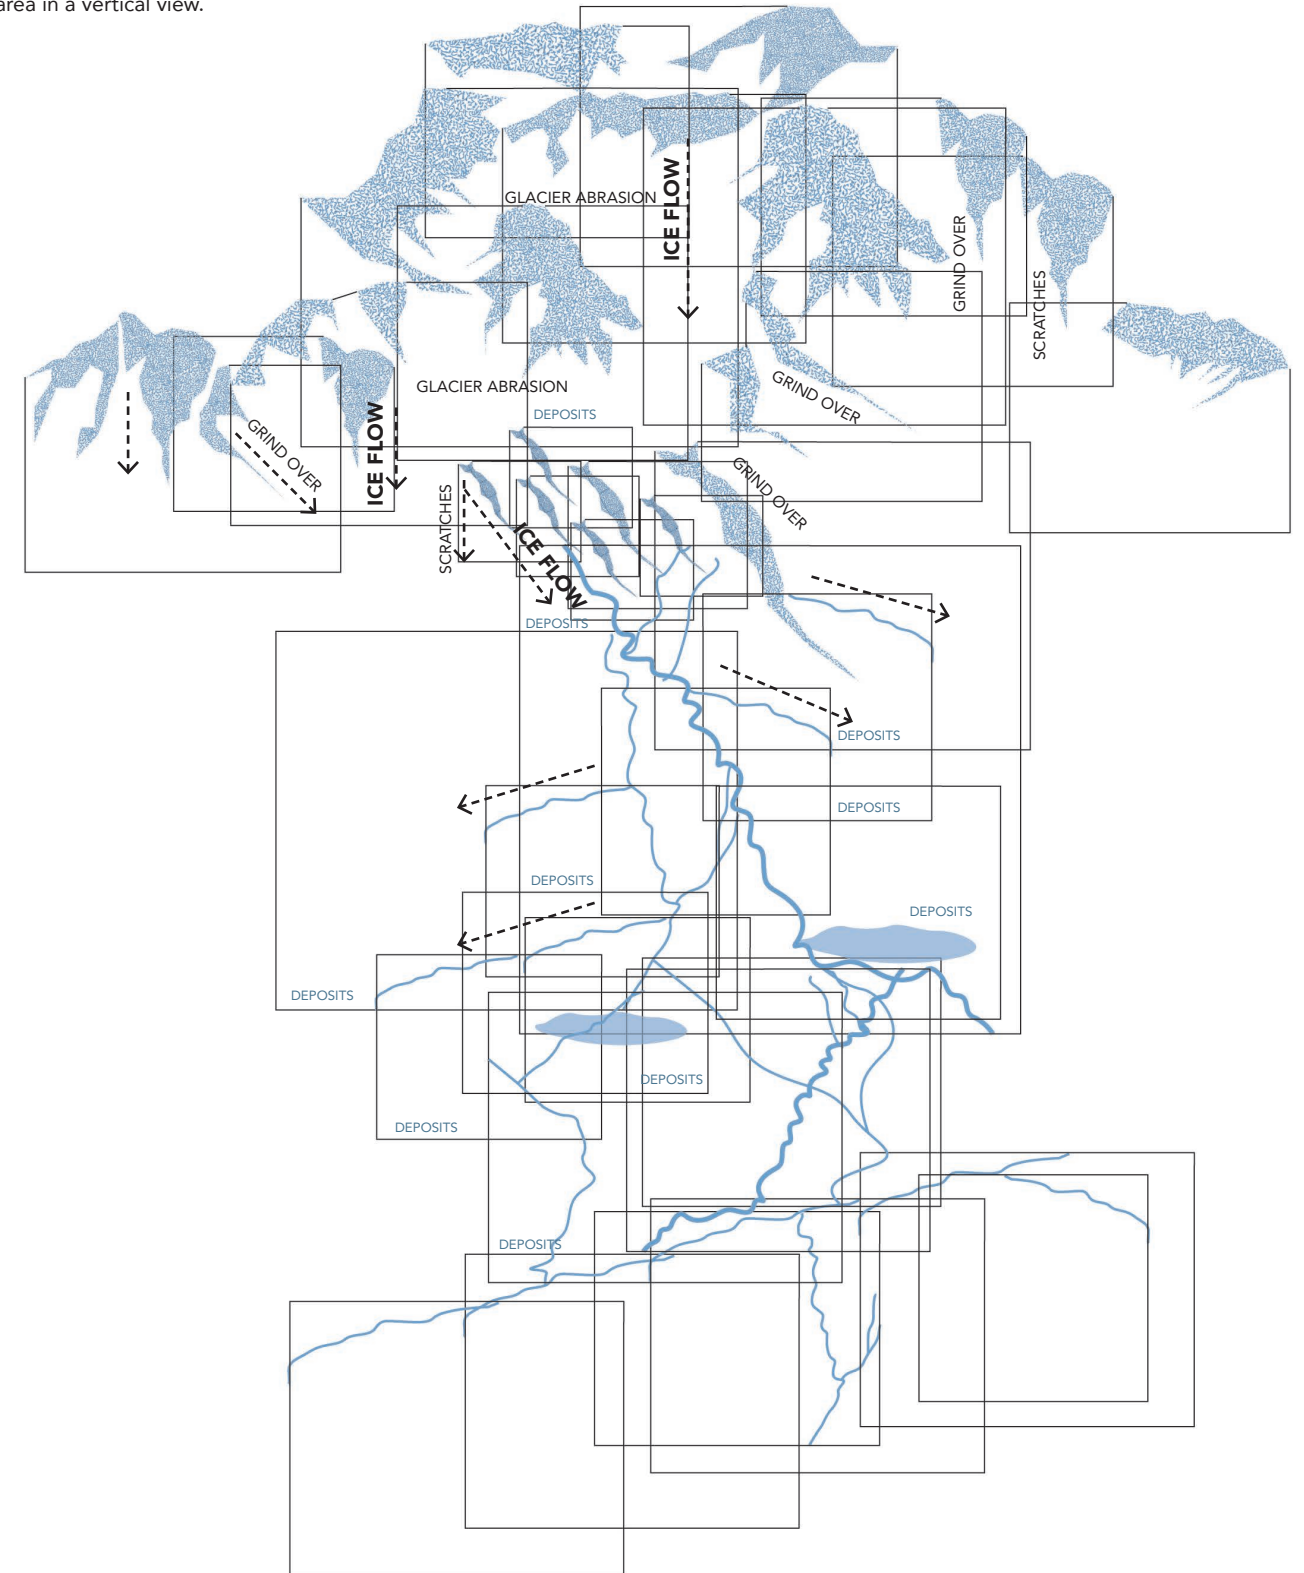 area in a vertical view.
GLACIER ABRASION
ICE FLOW
GRIND OVER
SCRATCHES
GLACIER ABRASION
GRIND OVER
DEPOSITS
GRIND OVER
ICE FLOW
GRIND OVER
SCRATCHES
ICE FLOW
DEPOSITS
DEPOSITS
DEPOSITS
DEPOSITS
DEPOSITS
DEPOSITS
DEPOSITS
DEPOSITS
DEPOSITS